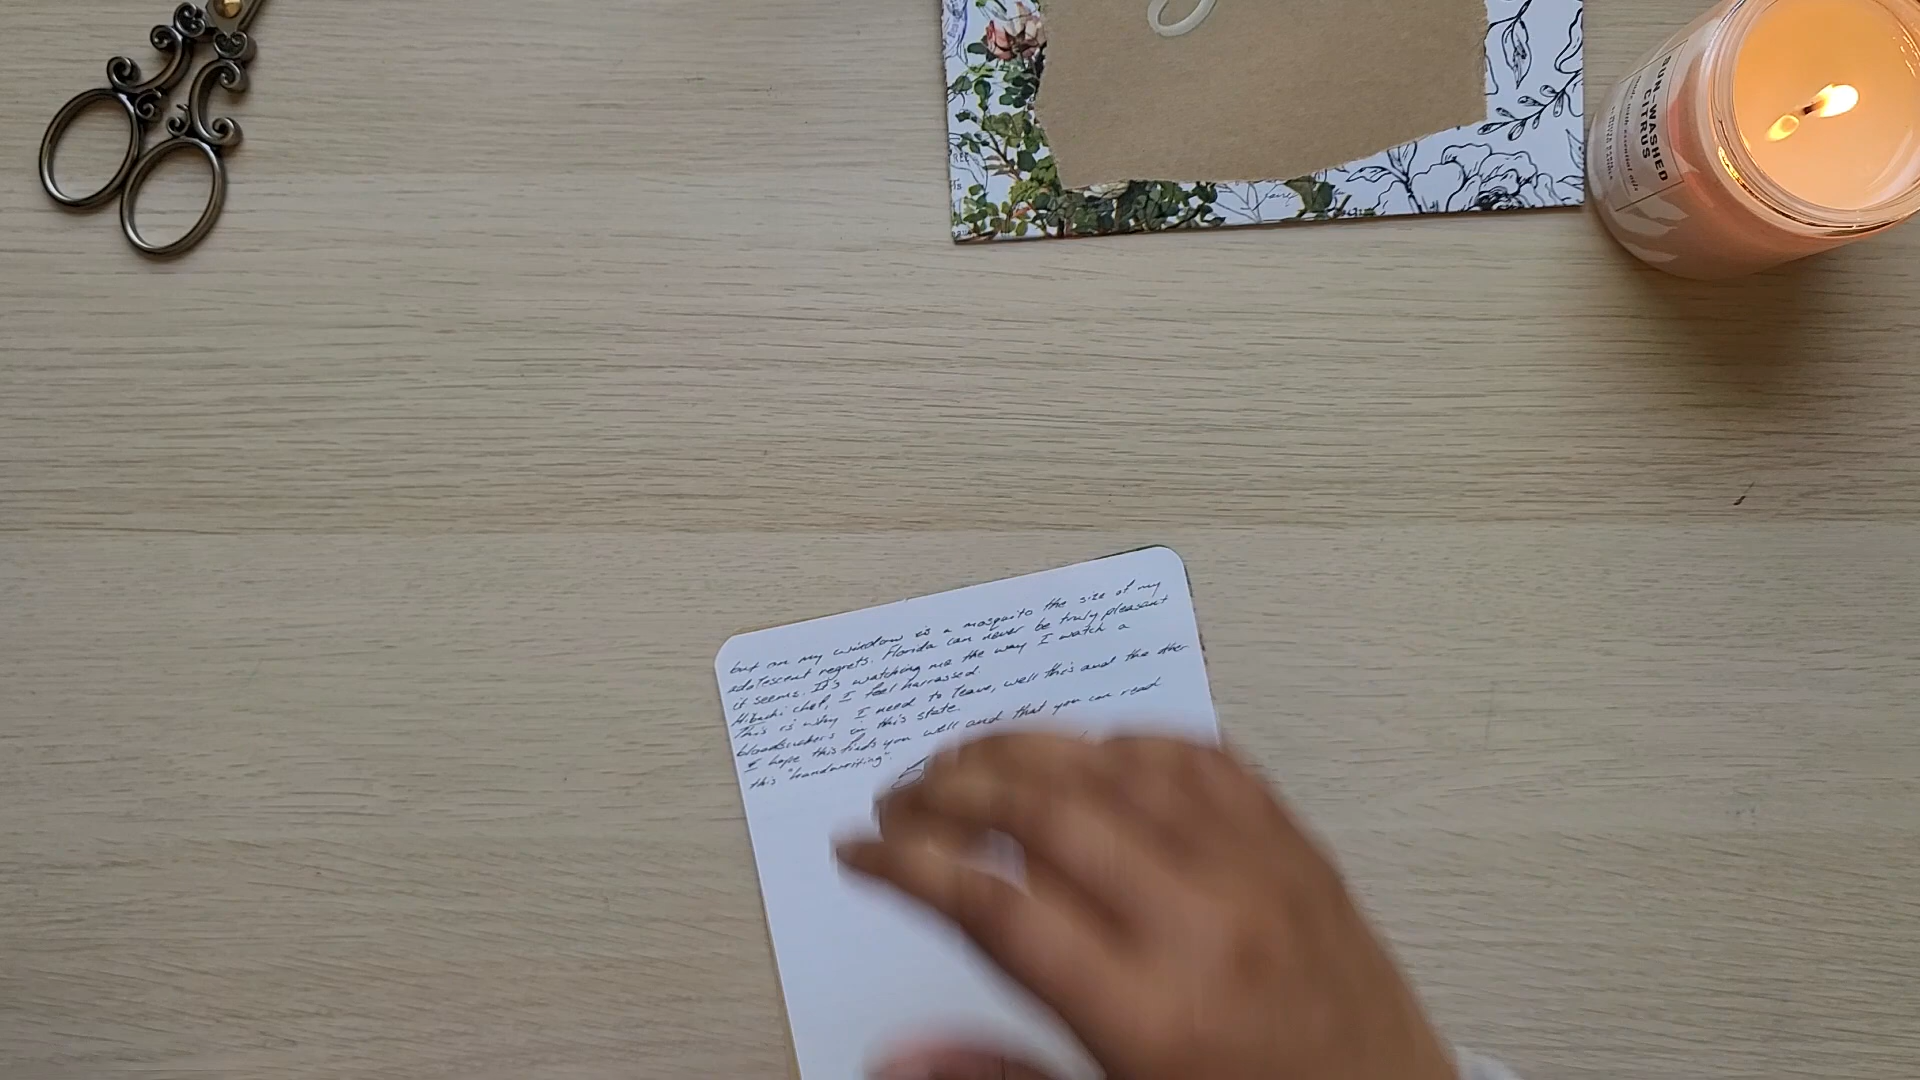 SUN-WASHED
CITRUS
but on my window is a mosquito the size of my
adolescent regrets. Florida can never be truly pleasant
it seems. It's watching me the way I watch a
Hibachi chef, I feel harrassed.
This is why I need to leave, well this and the other
bloodsuckers in this state.
I hope this finds you well and that you can read
this "handwriting".